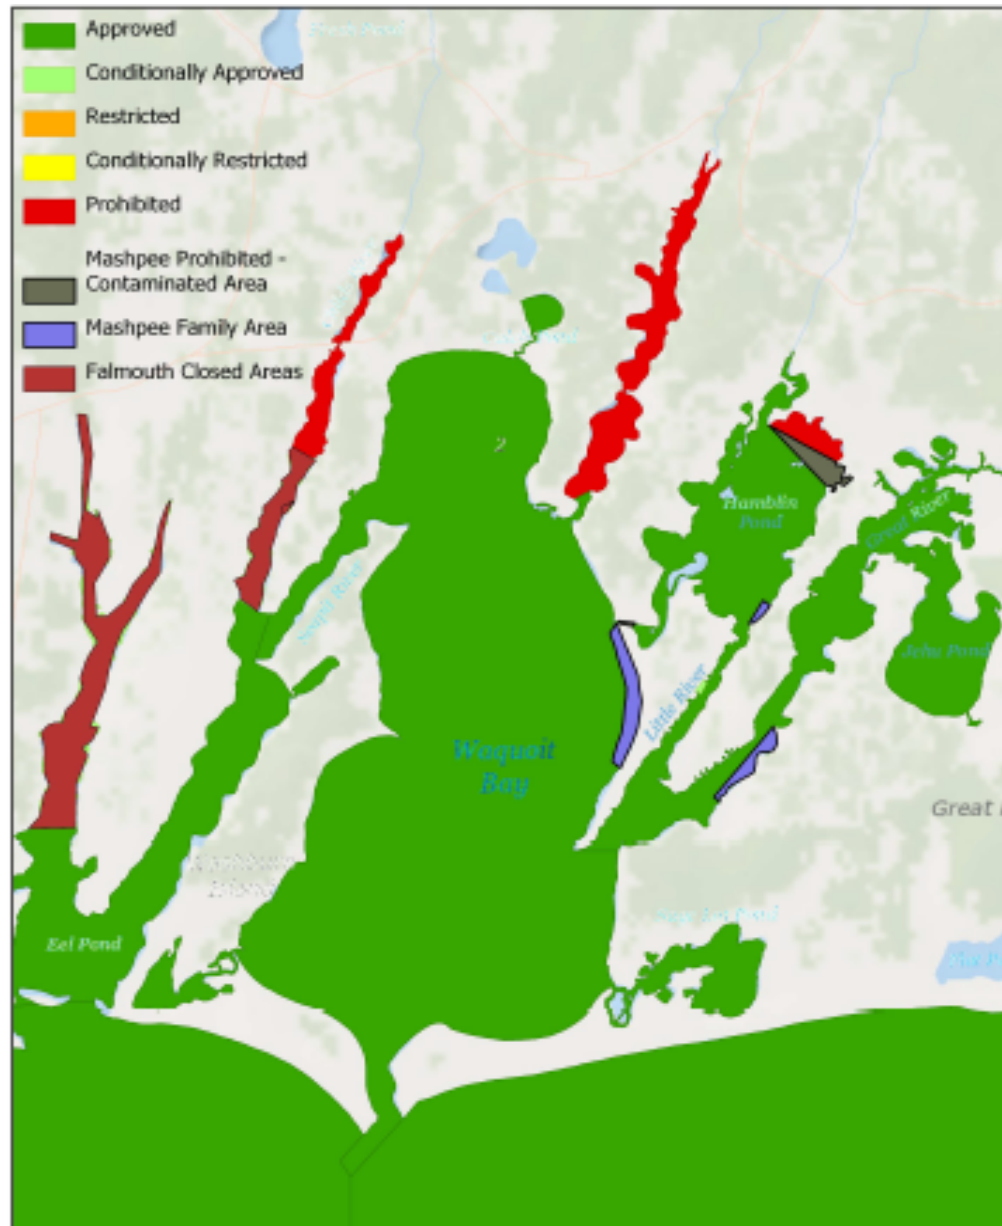 Approved
Conditionally Approved
Restricted
Conditionally Restricted
Prohibited
Mashpee Prohibited -
Contaminated Area
Mashpee Family Area
Falmouth Closed Areas
Hamblin
Pond
Great River
Jehu Pond
Little River
Waquoit
Bay
Great
Eel Pond